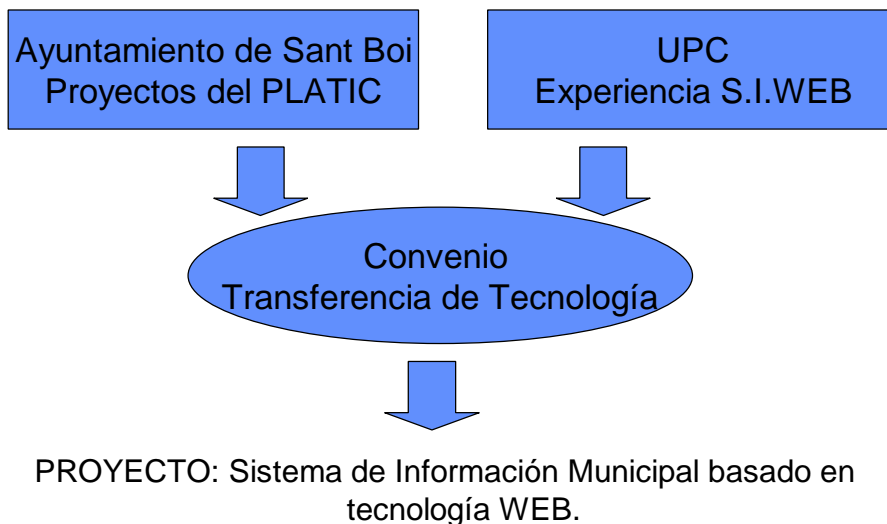 Ayuntamiento de Sant Boi
Proyectos del PLATIC
UPC
Experiencia S.I.WEB
Convenio
Transferencia de Tecnología
PROYECTO: Sistema de Información Municipal basado en
tecnología WEB.